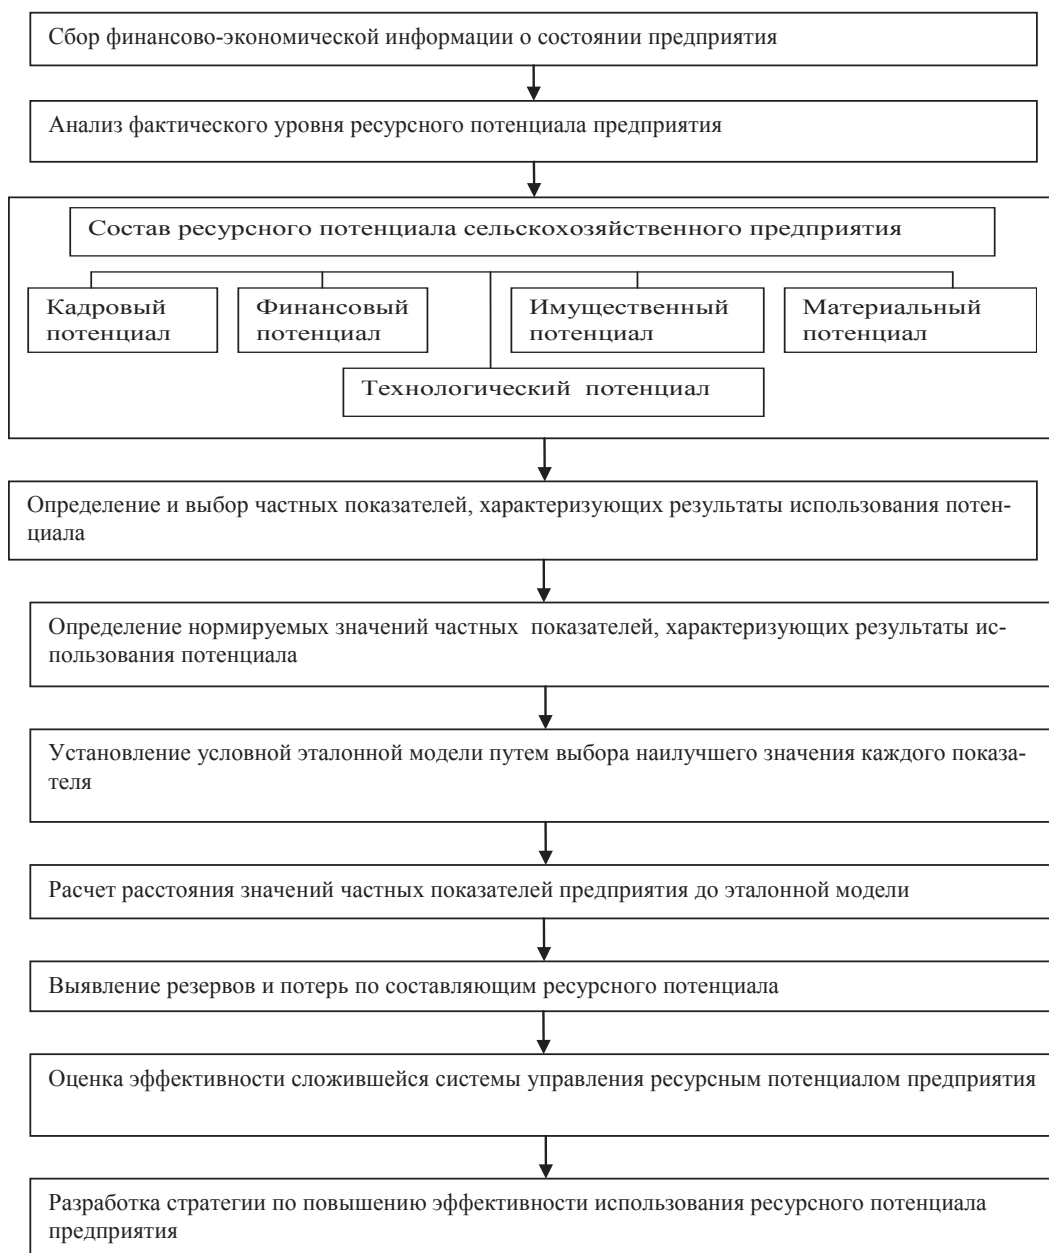 Сбор финансово-экономической информации о состоянии предприятия
Анализ фактического уровня ресурсного потенциала предприятия
Состав ресурсного потенциала сельскохозяйственного предприятия
Кадровый
потенциал
Финансовый
потенциал
Имущественный
потенциал
Материальный
потенциал
Технологический потенциал
Определение и выбор частных показателей, характеризующих результаты использования потен-
циала
Определение нормируемых значений частных показателей, характеризующих результаты ис-
пользования потенциала
Установление условной эталонной модели путем выбора наилучшего значения каждого показа-
теля
Расчет расстояния значений частных показателей предприятия до эталонной модели
Выявление резервов и потерь по составляющим ресурсного потенциала
Оценка эффективности сложившейся системы управления ресурсным потенциалом предприятия
Разработка стратегии по повышению эффективности использования ресурсного потенциала
предприятия